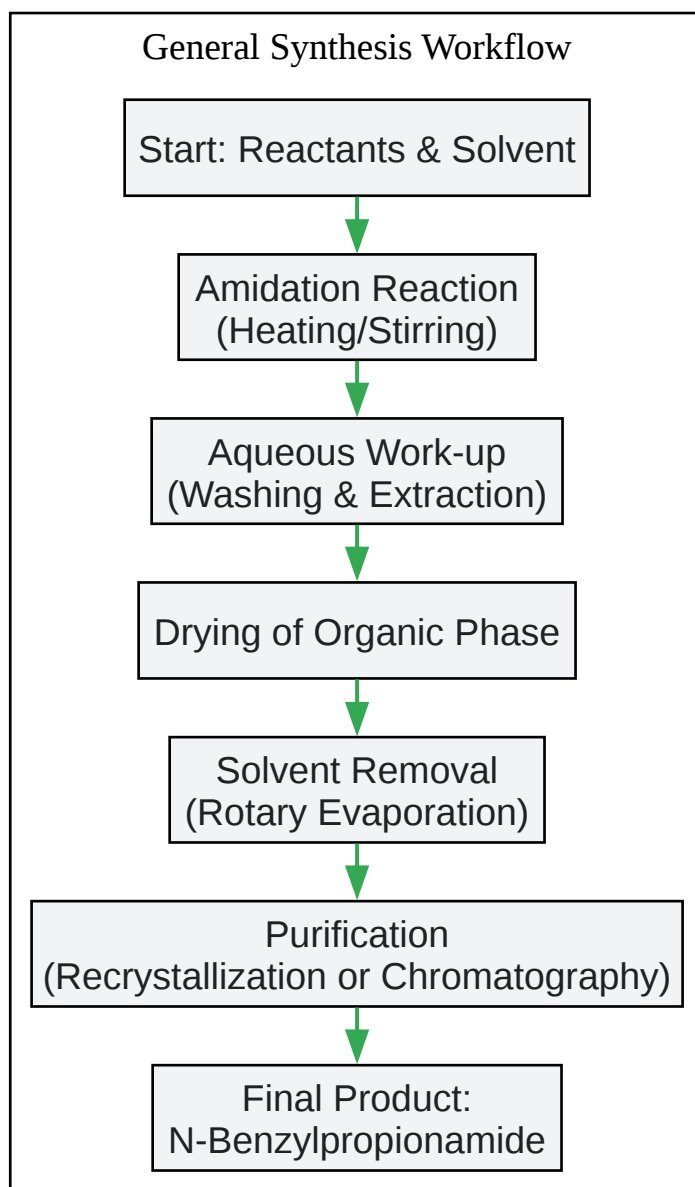 General Synthesis Workflow
Start: Reactants & Solvent
Amidation Reaction
(Heating/Stirring)
Aqueous Work-up
(Washing & Extraction)
Drying of Organic Phase
Solvent Removal
(Rotary Evaporation)
Purification
(Recrystallization or Chromatography)
Final Product:
N-Benzylpropionamide